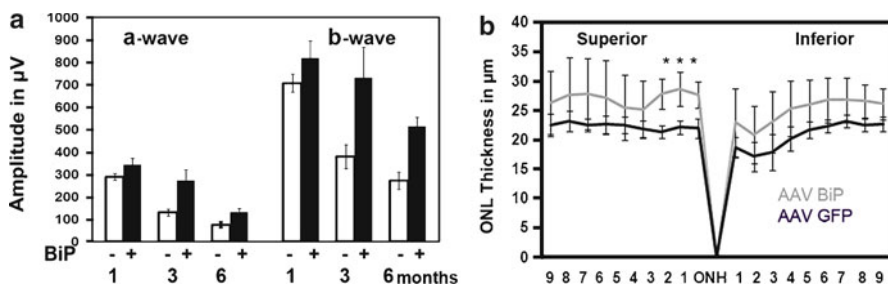 a
a-wave
b-wave
Amplitude in µV
1000
900
800
700
600
500
400
300
200
100
0
BiP - + - + - + - + - + - +
1 3 6 1 3 6 months
b
Superior
Inferior
* * *
ONL Thickness in µm
40
35
30
25
20
15
10
5
0
AAV BiP
AAV GFP
9 8 7 6 5 4 3 2 1 ONH 1 2 3 4 5 6 7 8 9